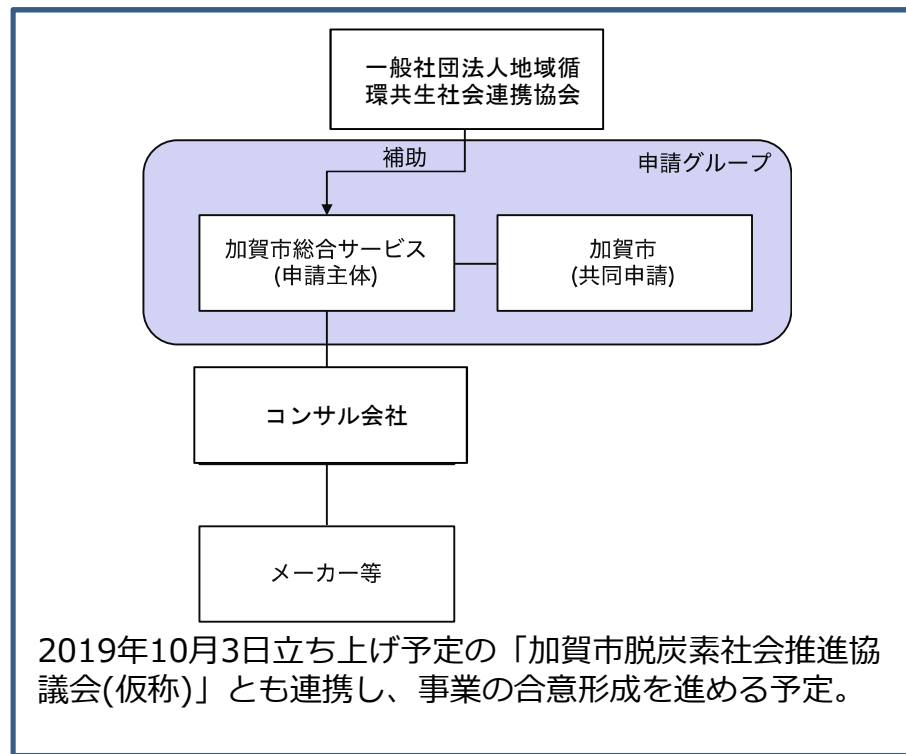 一般社団法人地域循
環共生社会連携協会
補助
申請グループ
加賀市総合サービス
(申請主体)
加賀市
(共同申請)
コンサル会社
メーカー等
2019年10月3日立ち上げ予定の「加賀市脱炭素社会推進協
議会(仮称)」とも連携し、事業の合意形成を進める予定。